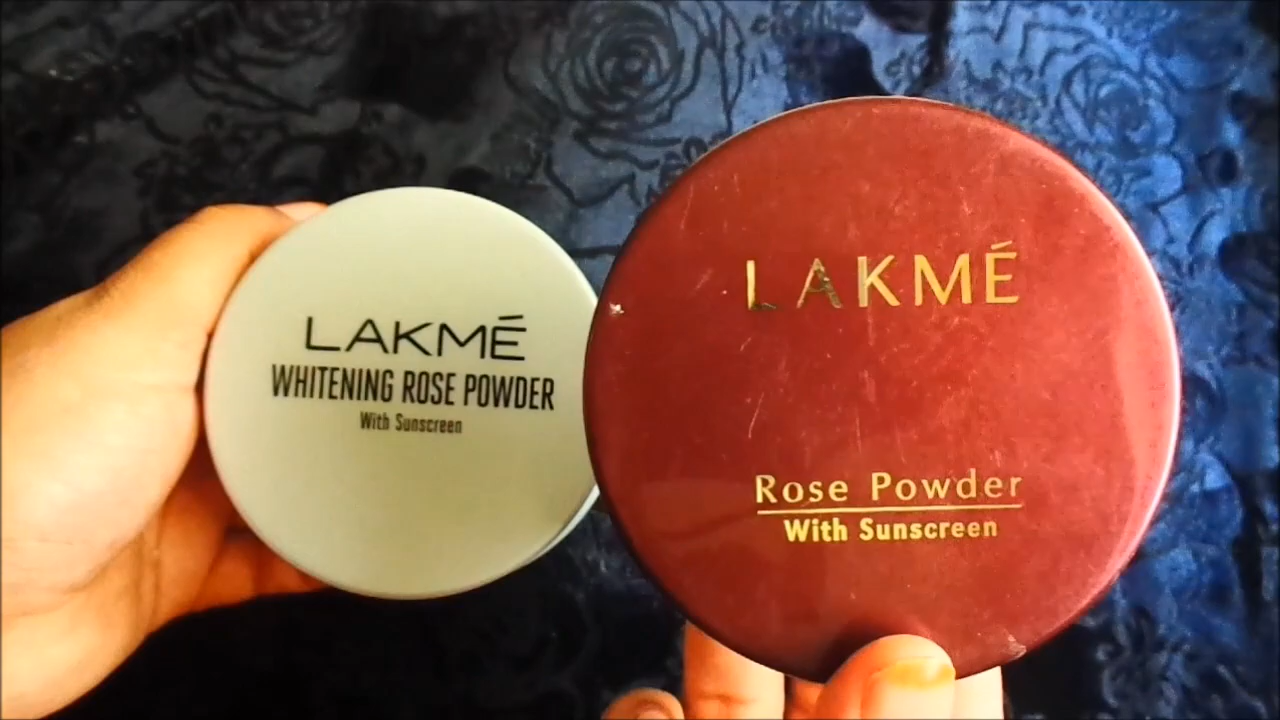 LAKMÉ
WHITENING ROSE POWDER
With Sunscreen
LAKMÉ
Rose Powder
With Sunscreen